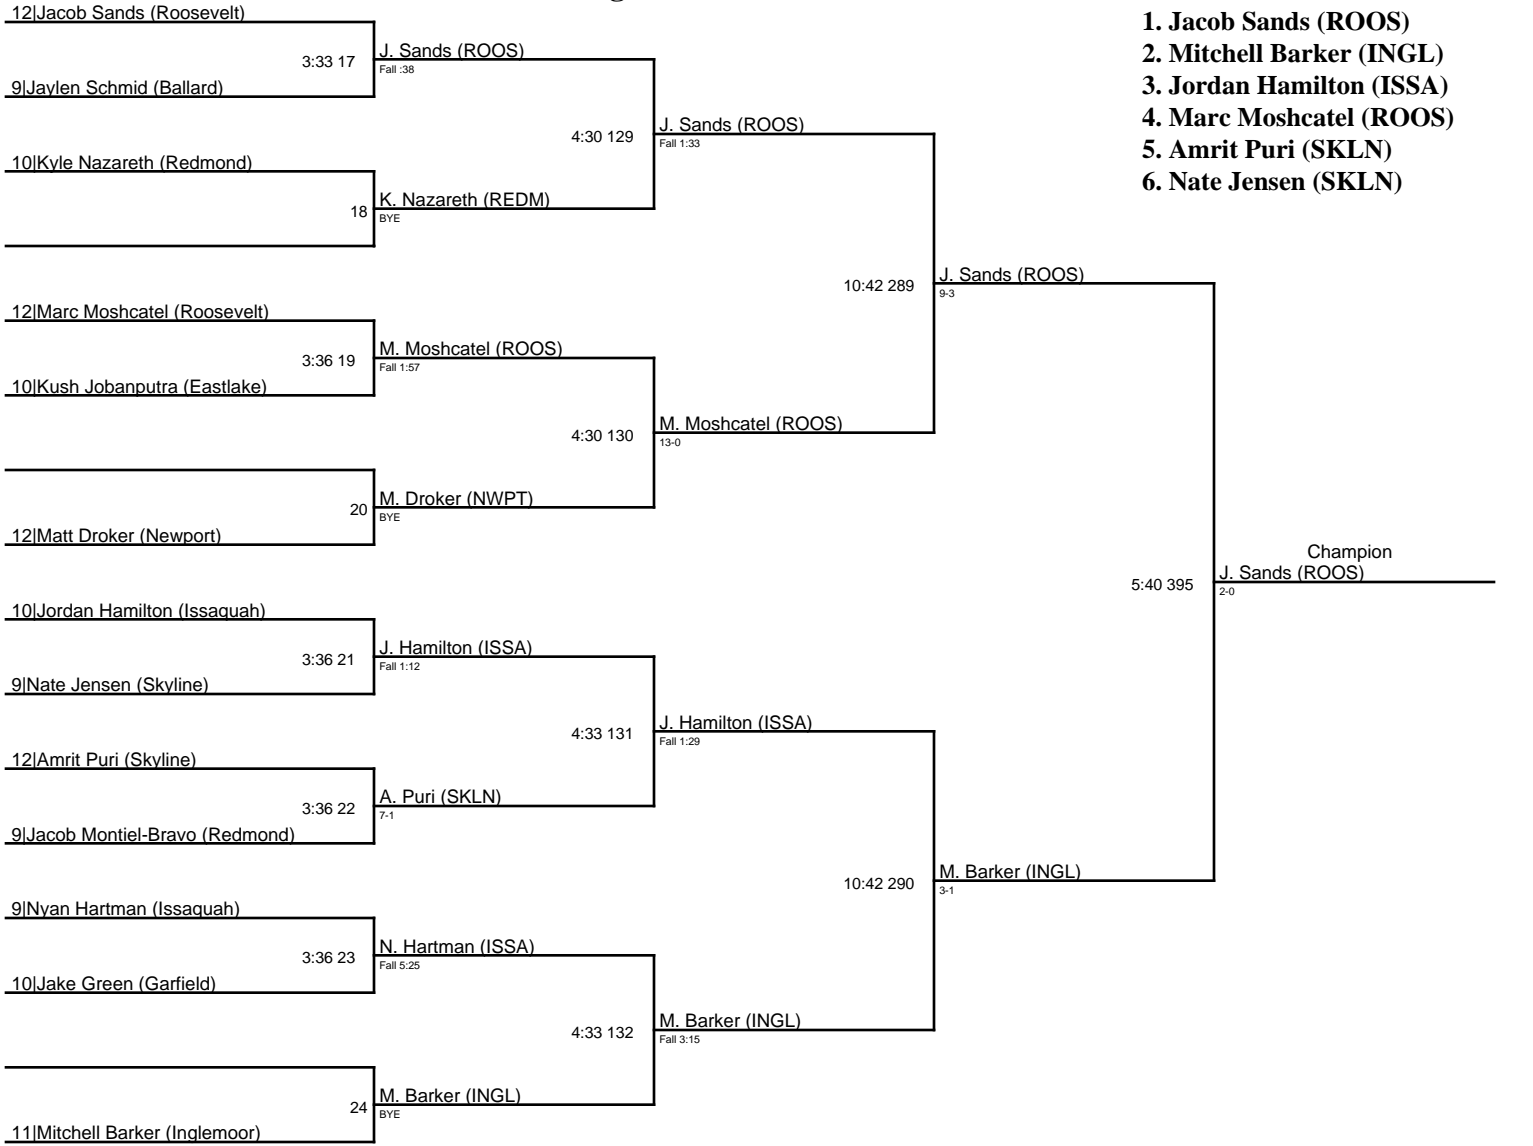 12|Jacob Sands (Roosevelt)
3:33 17
9|Jaylen Schmid (Ballard)
J. Sands (ROOS)
Fall :38
10|Kyle Nazareth (Redmond)
18
K. Nazareth (REDM)
BYE
4:30 129
J. Sands (ROOS)
Fall 1:33
12|Marc Moshcatel (Roosevelt)
3:36 19
10|Kush Jobanputra (Eastlake)
M. Moshcatel (ROOS)
Fall 1:57
20
12|Matt Droker (Newport)
M. Droker (NWPT)
BYE
4:30 130
M. Moshcatel (ROOS)
13-0
10:42 289
J. Sands (ROOS)
9-3
10|Jordan Hamilton (Issaquah)
3:36 21
9|Nate Jensen (Skyline)
J. Hamilton (ISSA)
Fall 1:12
12|Amrit Puri (Skyline)
3:36 22
9|Jacob Montiel-Bravo (Redmond)
A. Puri (SKLN)
7-1
4:33 131
J. Hamilton (ISSA)
Fall 1:29
9|Nyan Hartman (Issaquah)
3:36 23
10|Jake Green (Garfield)
N. Hartman (ISSA)
Fall 5:25
24
11|Mitchell Barker (Inglemoor)
M. Barker (INGL)
BYE
4:33 132
M. Barker (INGL)
Fall 3:15
10:42 290
M. Barker (INGL)
3-1
5:40 395
Champion
J. Sands (ROOS)
2-0
1. Jacob Sands (ROOS)
2. Mitchell Barker (INGL)
3. Jordan Hamilton (ISSA)
4. Marc Moshcatel (ROOS)
5. Amrit Puri (SKLN)
6. Nate Jensen (SKLN)